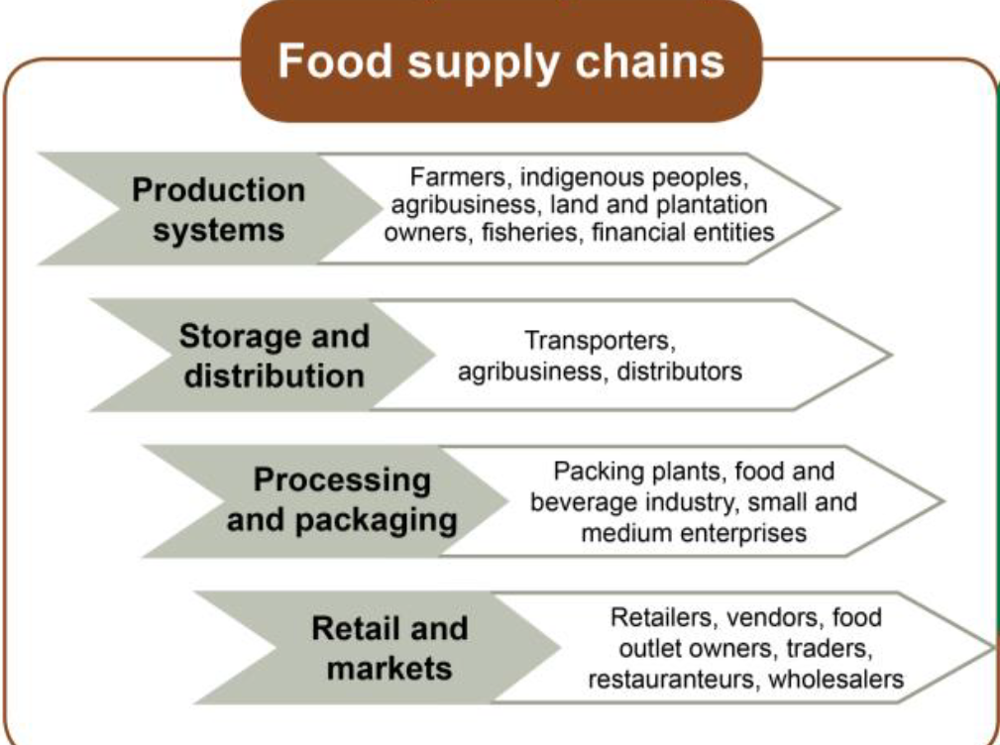 Food supply chains
Production
systems
Farmers, indigenous peoples,
agribusiness, land and plantation
owners, fisheries, financial entities
Storage and
distribution
Transporters,
agribusiness, distributors
Processing
and packaging
Packing plants, food and
beverage industry, small and
medium enterprises
Retail and
markets
Retailers, vendors, food
outlet owners, traders,
restauranteurs, wholesalers